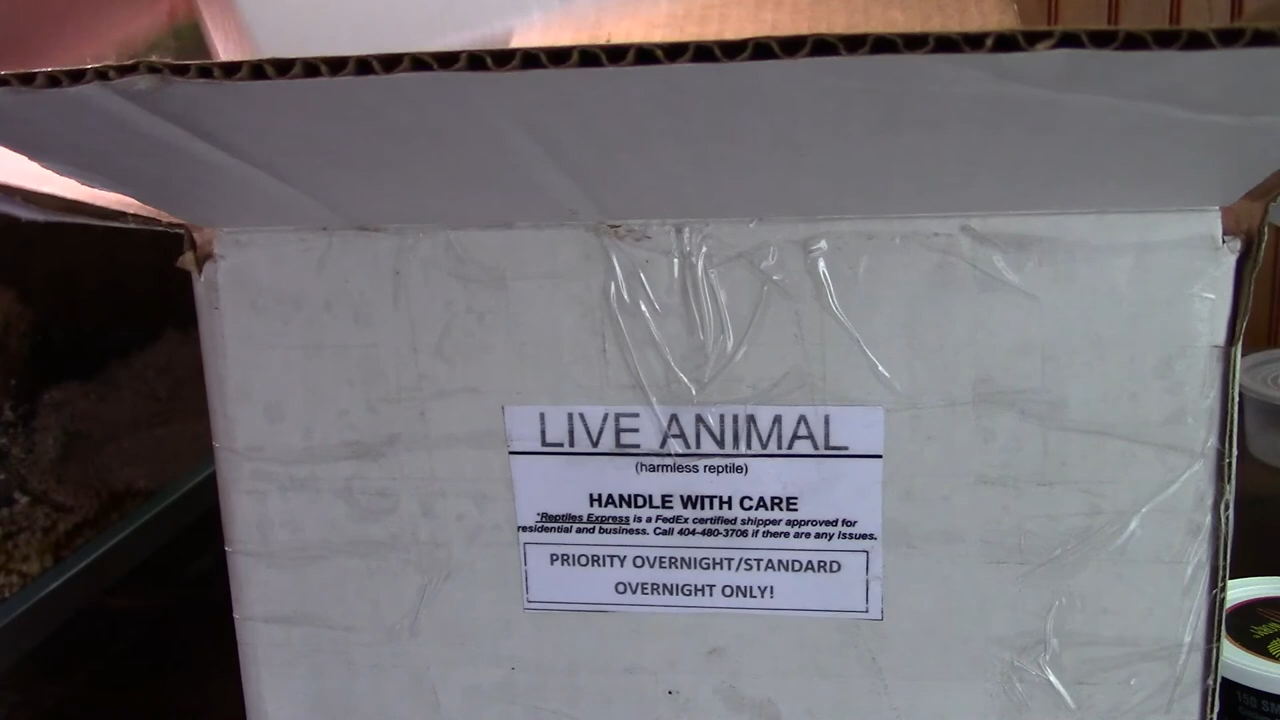 LIVE ANIMAL
(harmless reptile)
HANDLE WITH CARE
*Reptiles Express is a FedEx certified shipper approved for
residential and business. Call 404-480-3706 if there are any Issues.
PRIORITY OVERNIGHT/STANDARD
OVERNIGHT ONLY!
150